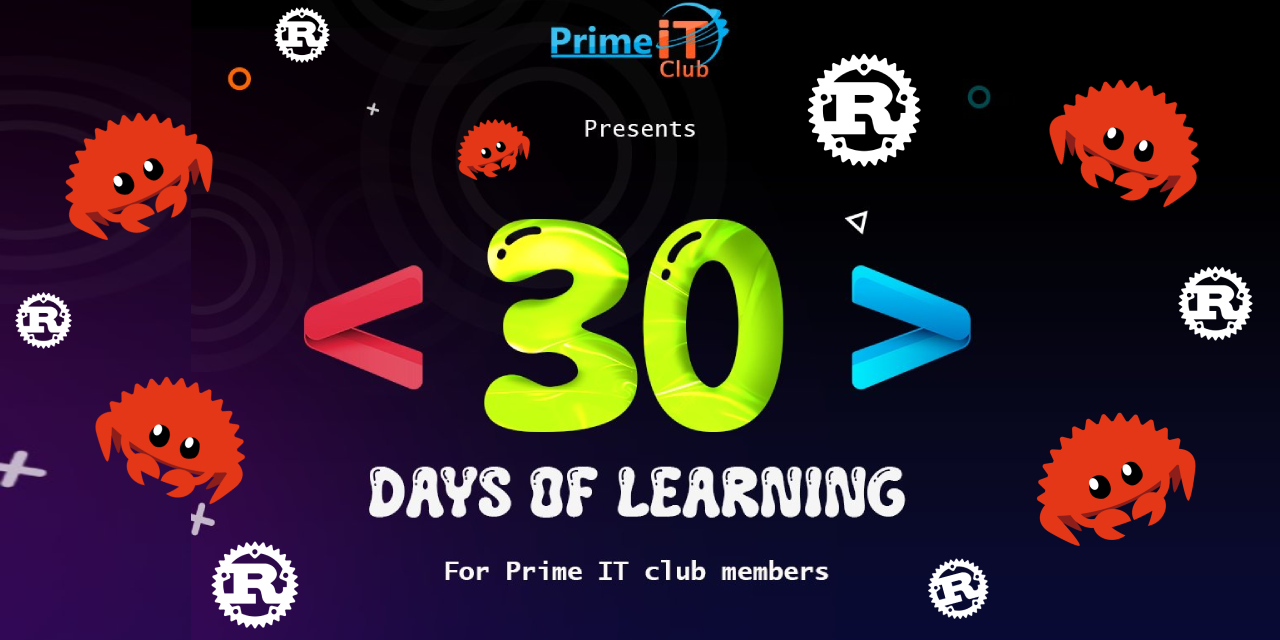 R
Prime iT
Club
R
Presents
< 30 >
R
R
DAYS OF LEARNING
For Prime IT club members
R
R